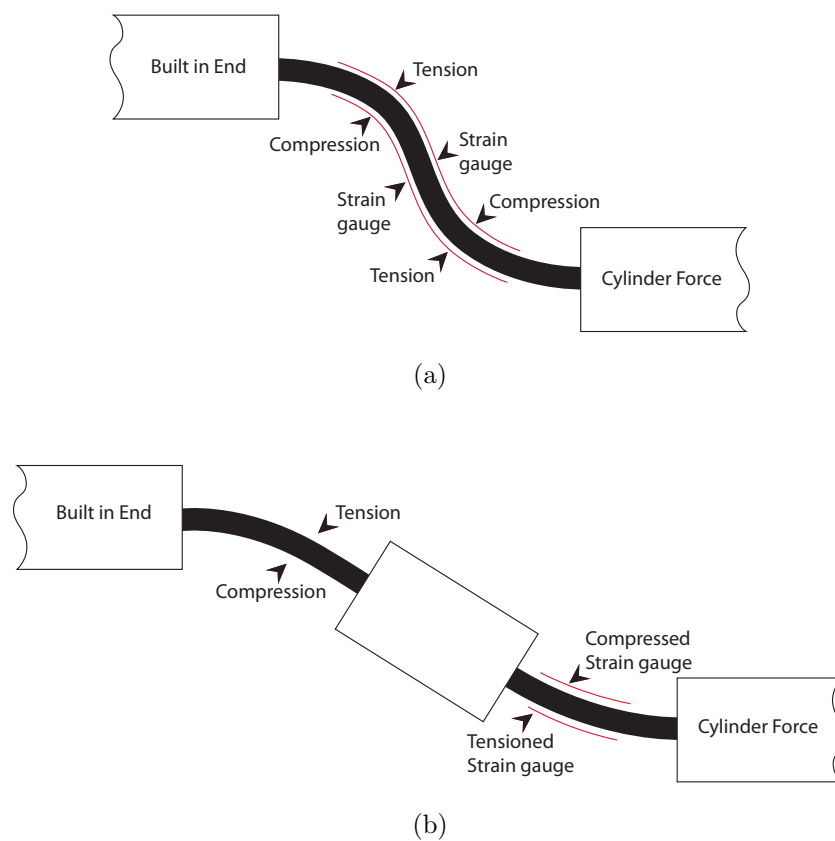 Built in End
Tension
Compression
Strain
gauge
Strain
gauge
Compression
Tension
Cylinder Force
(a)
Built in End
Tension
Compression
Compressed
Strain gauge
Tensioned
Strain gauge
Cylinder Force
(b)